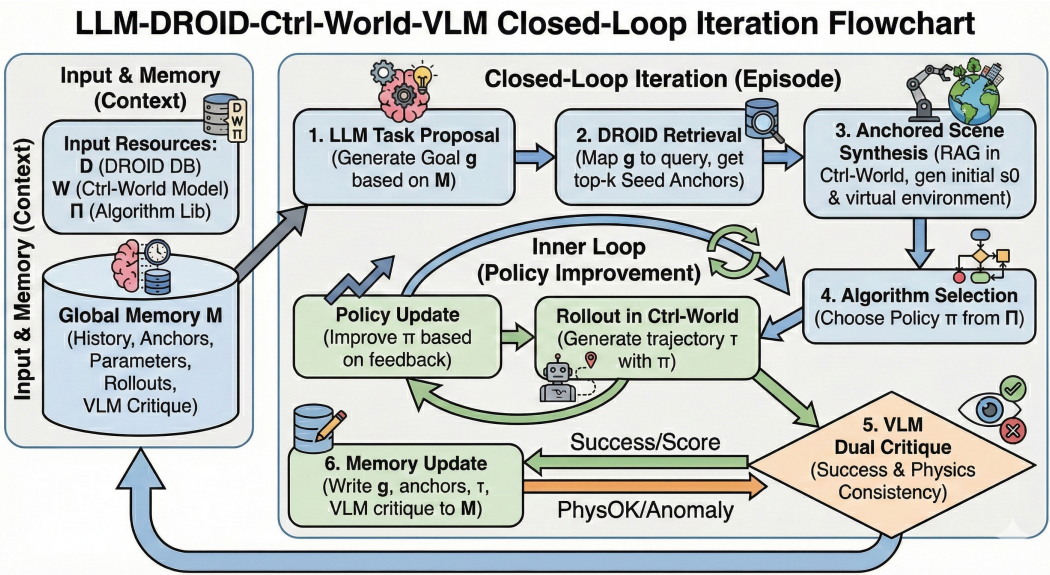 LLM-DROID-Ctrl-World-VLM Closed-Loop Iteration Flowchart
Input & Memory (Context)
Input & Memory
(Context)
D
W
Π
Input Resources:
D (DROID DB)
W (Ctrl-World Model)
Π (Algorithm Lib)
Global Memory M
(History, Anchors,
Parameters,
Rollouts,
VLM Critique)
Closed-Loop Iteration (Episode)
1. LLM Task Proposal
(Generate Goal g
based on M)
2. DROID Retrieval
(Map g to query, get
top-k Seed Anchors)
3. Anchored Scene
Synthesis (RAG in
Ctrl-World, gen initial s0
& virtual environment)
4. Algorithm Selection
(Choose Policy π from Π)
Inner Loop
(Policy Improvement)
Policy Update
(Improve π based
on feedback)
Rollout in Ctrl-World
(Generate trajectory τ
with π)
5. VLM
Dual Critique
(Success & Physics
Consistency)
Success/Score
PhysOK/Anomaly
6. Memory Update
(Write g, anchors, τ,
VLM critique to M)